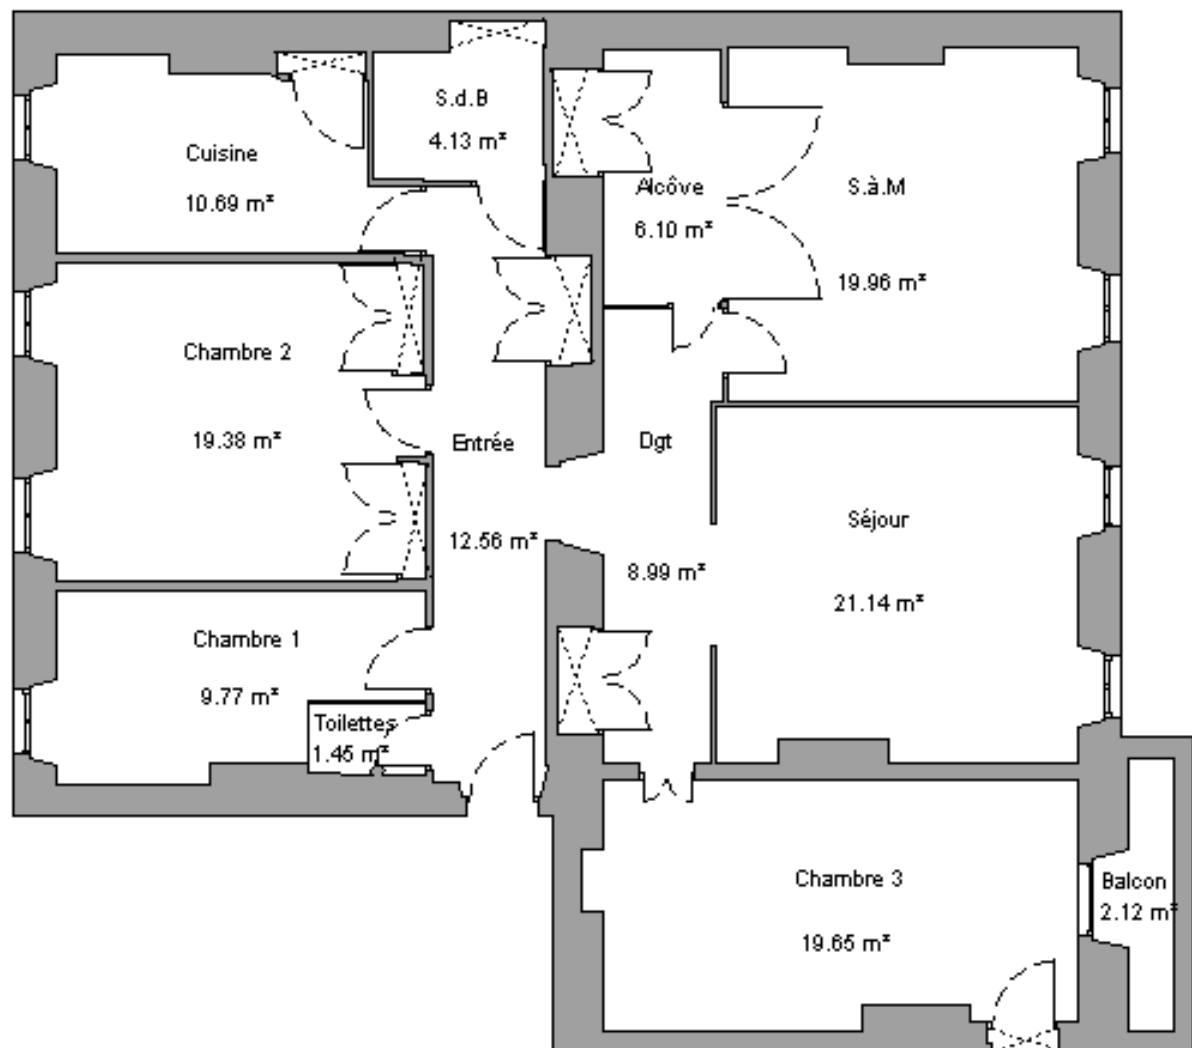 S.d.B
4.13 m²
Cuisine
10.69 m²
Alcôve
6.10 m²
S.à.M
19.96 m²
Chambre 2
19.38 m²
Entrée
12.56 m²
Dgt
8.99 m²
Séjour
21.14 m²
Chambre 1
9.77 m²
Toilettes
1.45 m²
Chambre 3
19.65 m²
Balcon
2.12 m²